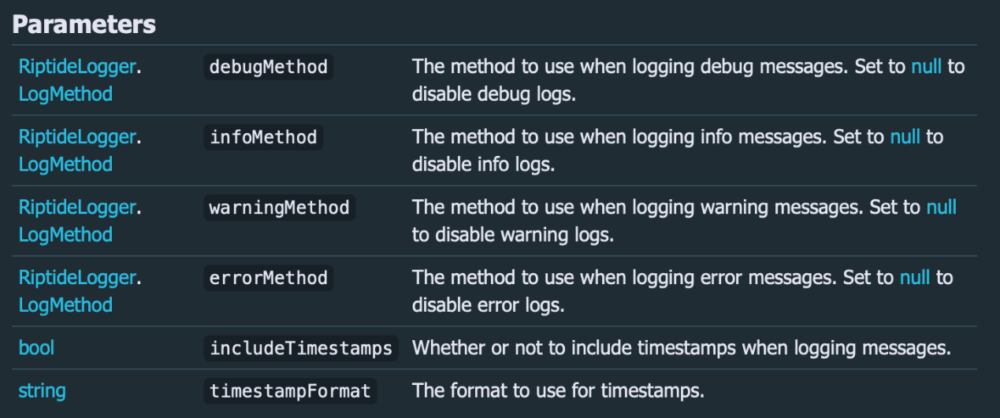 Parameters
RiptideLogger. debugMethod The method to use when logging debug messages. Set to null to
LogMethod disable debug logs.
RiptideLogger. infoMethod The method to use when logging info messages. Set to null to
LogMethod disable info logs.
RiptideLogger. warningMethod The method to use when logging warning messages. Set to null
LogMethod to disable warning logs.
RiptideLogger. errorMethod The method to use when logging error messages. Set to null to
LogMethod disable error logs.
bool includeTimestamps Whether or not to include timestamps when logging messages.
string timestampFormat The format to use for timestamps.